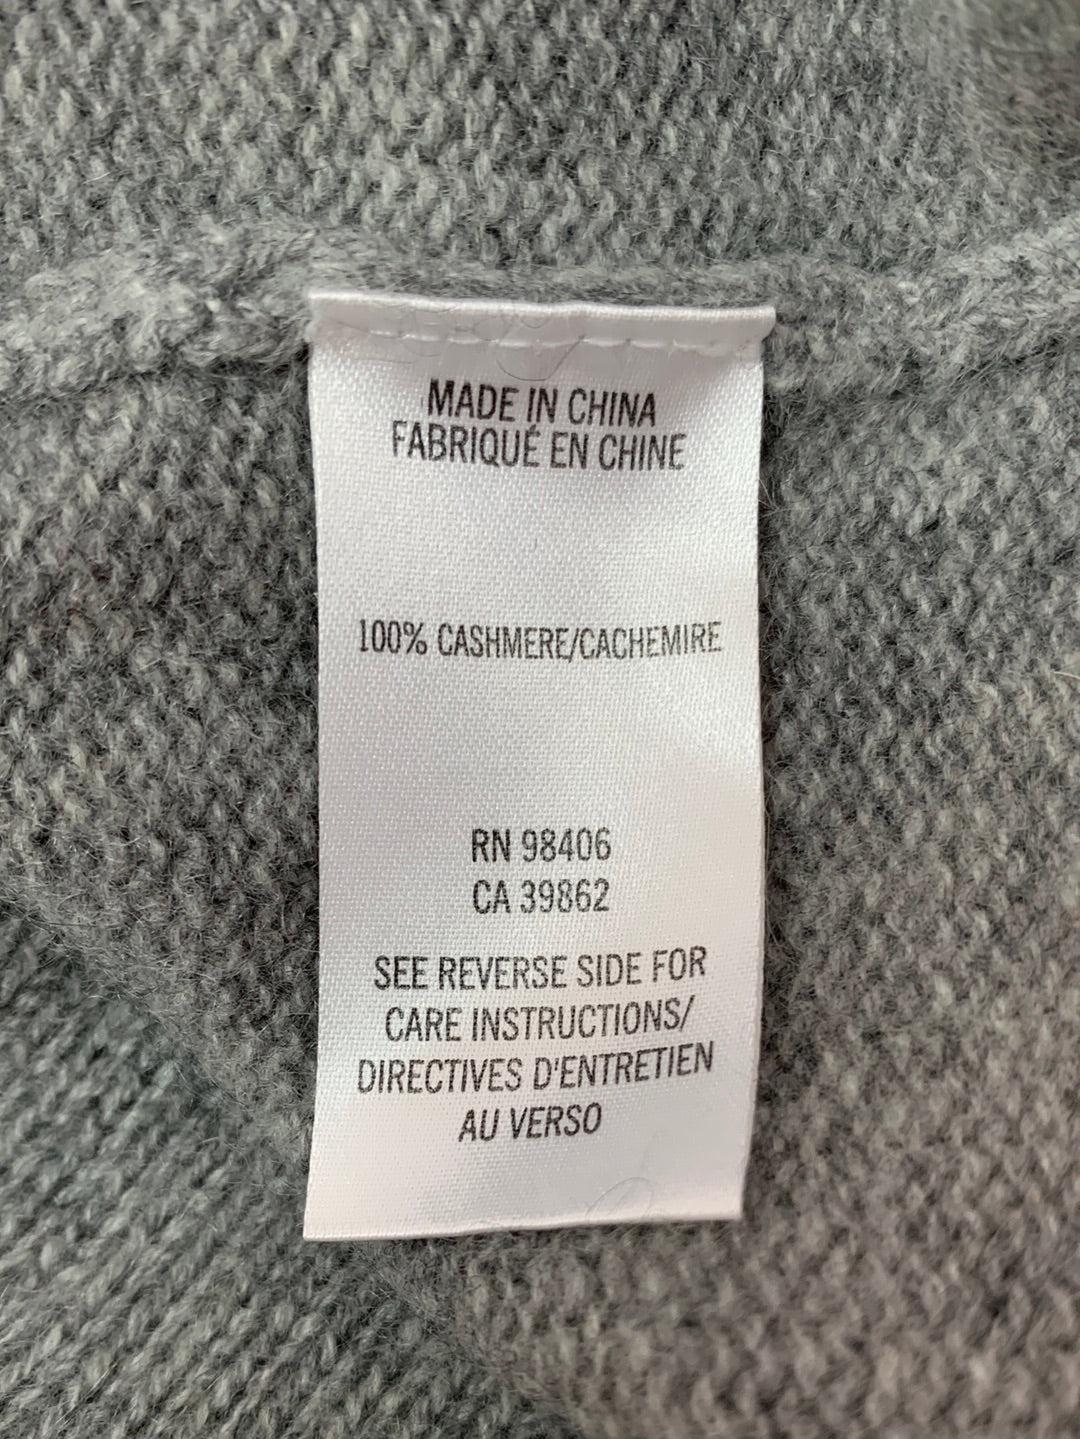 MADE IN CHINA
FABRIQUÉ EN CHINE
100% CASHMERE/CACHEMIRE
RN 98406
CA 39862
SEE REVERSE SIDE FOR
CARE INSTRUCTIONS/
DIRECTIVES D'ENTRETIEN
AU VERSO